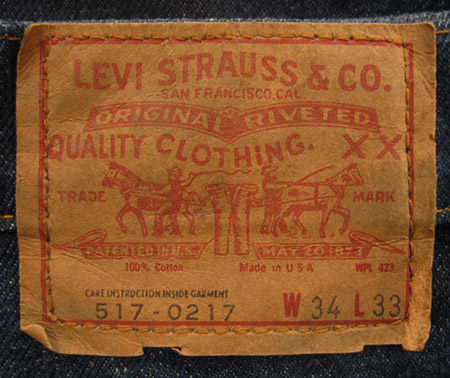 LEVI STRAUSS & CO.
SAN FRANCISCO, CAL
ORIGINAL RIVETED
QUALITY CLOTHING. XX
TRADE MARK
PATENTED IN U.S. MAY 20 1873
100% Cotton Made in U S A WPL 423
CARE INSTRUCTION INSIDE GARMENT
517-0217 W 34 L 33